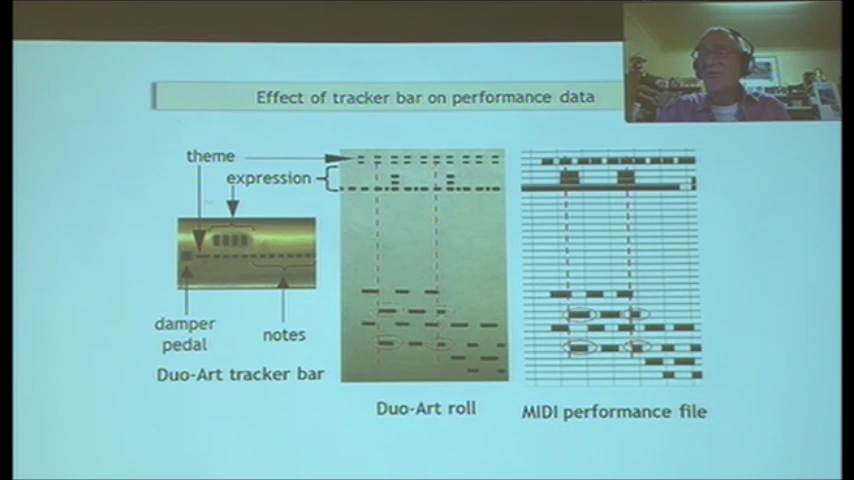 Effect of tracker bar on performance data
theme
expression
damper
pedal
notes
Duo-Art tracker bar
Duo-Art roll
MIDI performance file